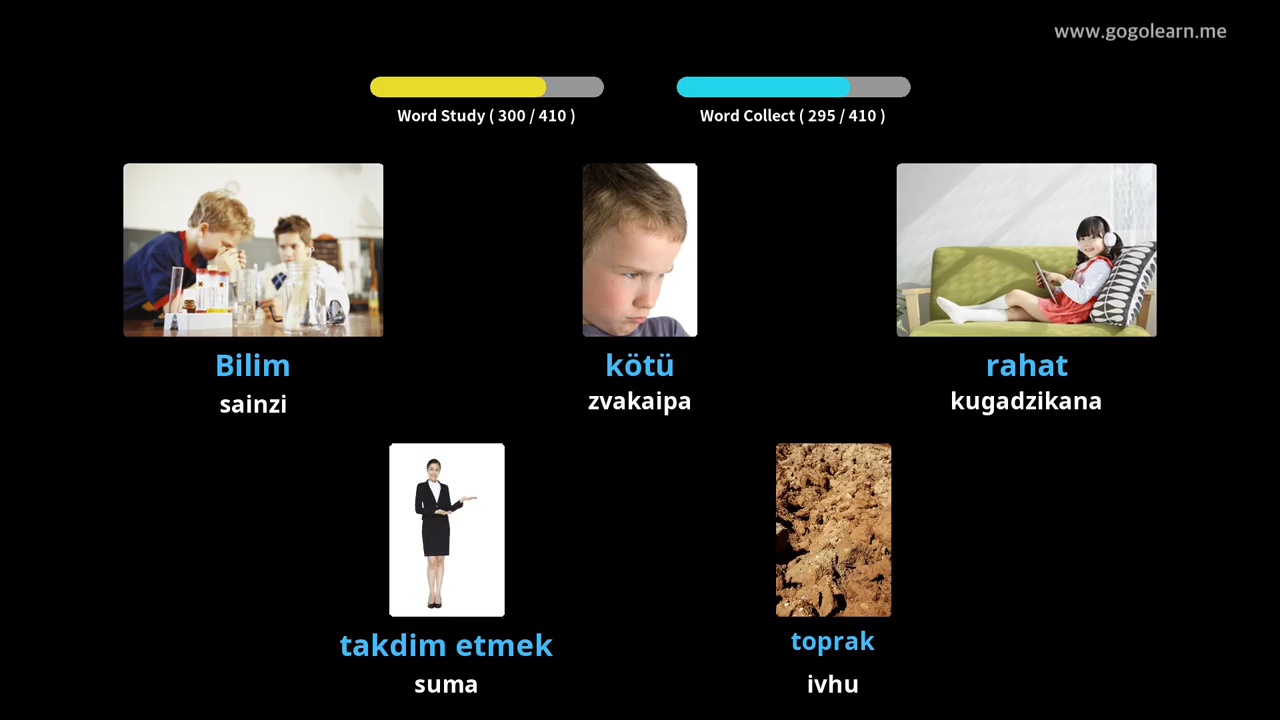 www.gogolearn.me
Word Study ( 300 / 410 )
Word Collect ( 295 / 410 )
Bilim
sainzi
kötü
zvakaipa
rahat
kugadzikana
takdim etmek
suma
toprak
ivhu